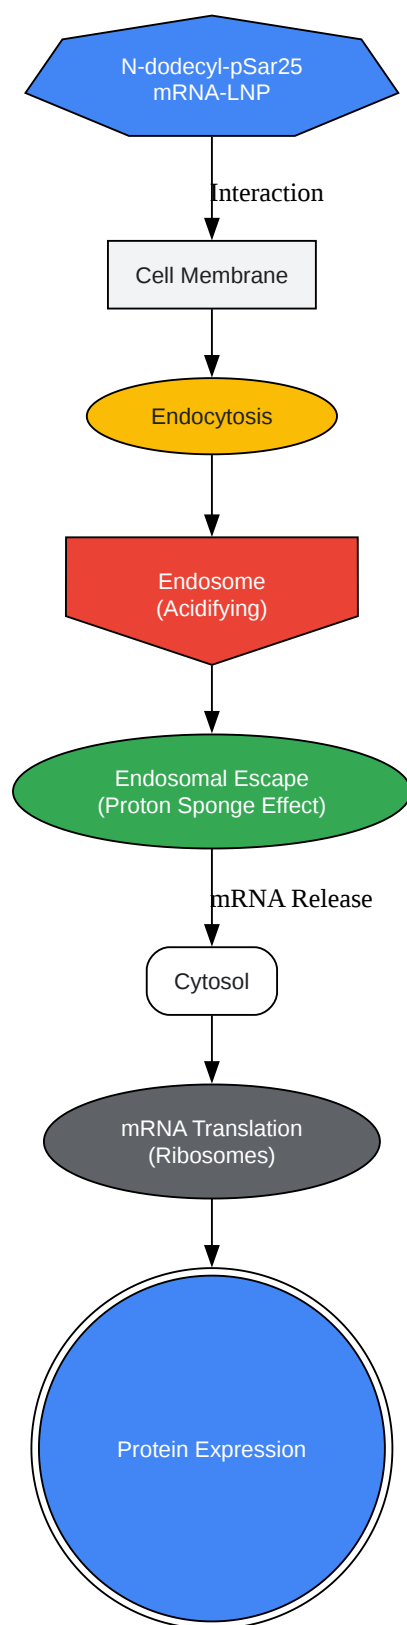 N-dodecyl-pSar25
mRNA-LNP
Interaction
Cell Membrane
Endocytosis
Endosome
(Acidifying)
Endosomal Escape
(Proton Sponge Effect)
mRNA Release
Cytosol
mRNA Translation
(Ribosomes)
Protein Expression